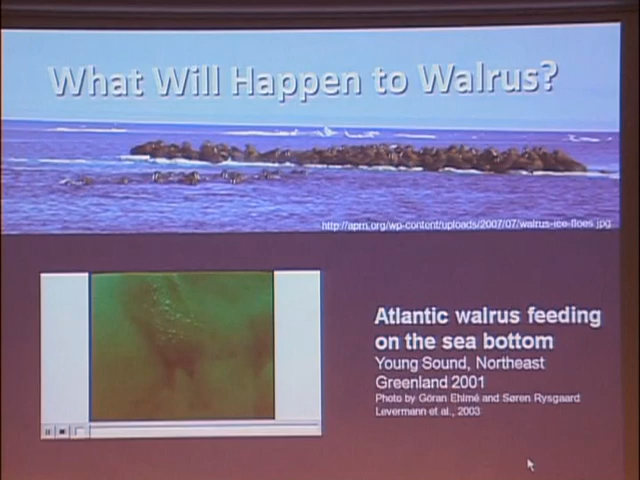 What Will Happen to Walrus?
http://aprn.org/wp-content/uploads/2007/07/walrus-ice-floes.jpg
Atlantic walrus feeding
on the sea bottom
Young Sound, Northeast
Greenland 2001
Photo by Göran Ehlmé and Søren Rysgaard
Levermann et al., 2003